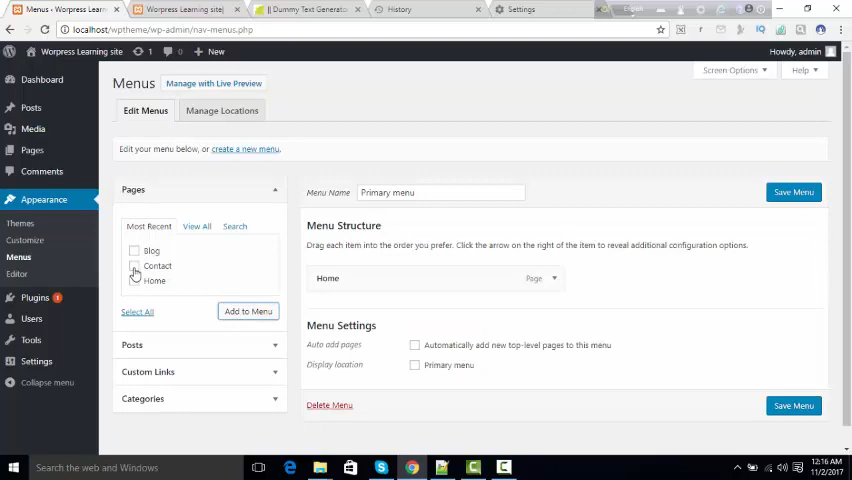 Menus ‹ Worpress Learning
Worpress Learning site|
|| Dummy Text Generato
History
Settings
English
localhost/wptheme/wp-admin/nav-menus.php
Worpress Learning site
1
0
New
Howdy, admin
Dashboard
Posts
Media
Pages
Comments
Appearance
Themes
Customize
Menus
Editor
Plugins 1
Users
Tools
Settings
Collapse menu
Menus
Manage with Live Preview
Screen Options
Help
Edit Menus
Manage Locations
Edit your menu below, or create a new menu.
Pages
Most Recent
View All
Search
Blog
Contact
Home
Select All
Add to Menu
Posts
Custom Links
Categories
Menu Name
Primary menu
Save Menu
Menu Structure
Drag each item into the order you prefer. Click the arrow on the right of the item to reveal additional configuration options.
Home
Page
Menu Settings
Auto add pages
Automatically add new top-level pages to this menu
Display location
Primary menu
Delete Menu
Save Menu
Search the web and Windows
12:16 AM
11/2/2017